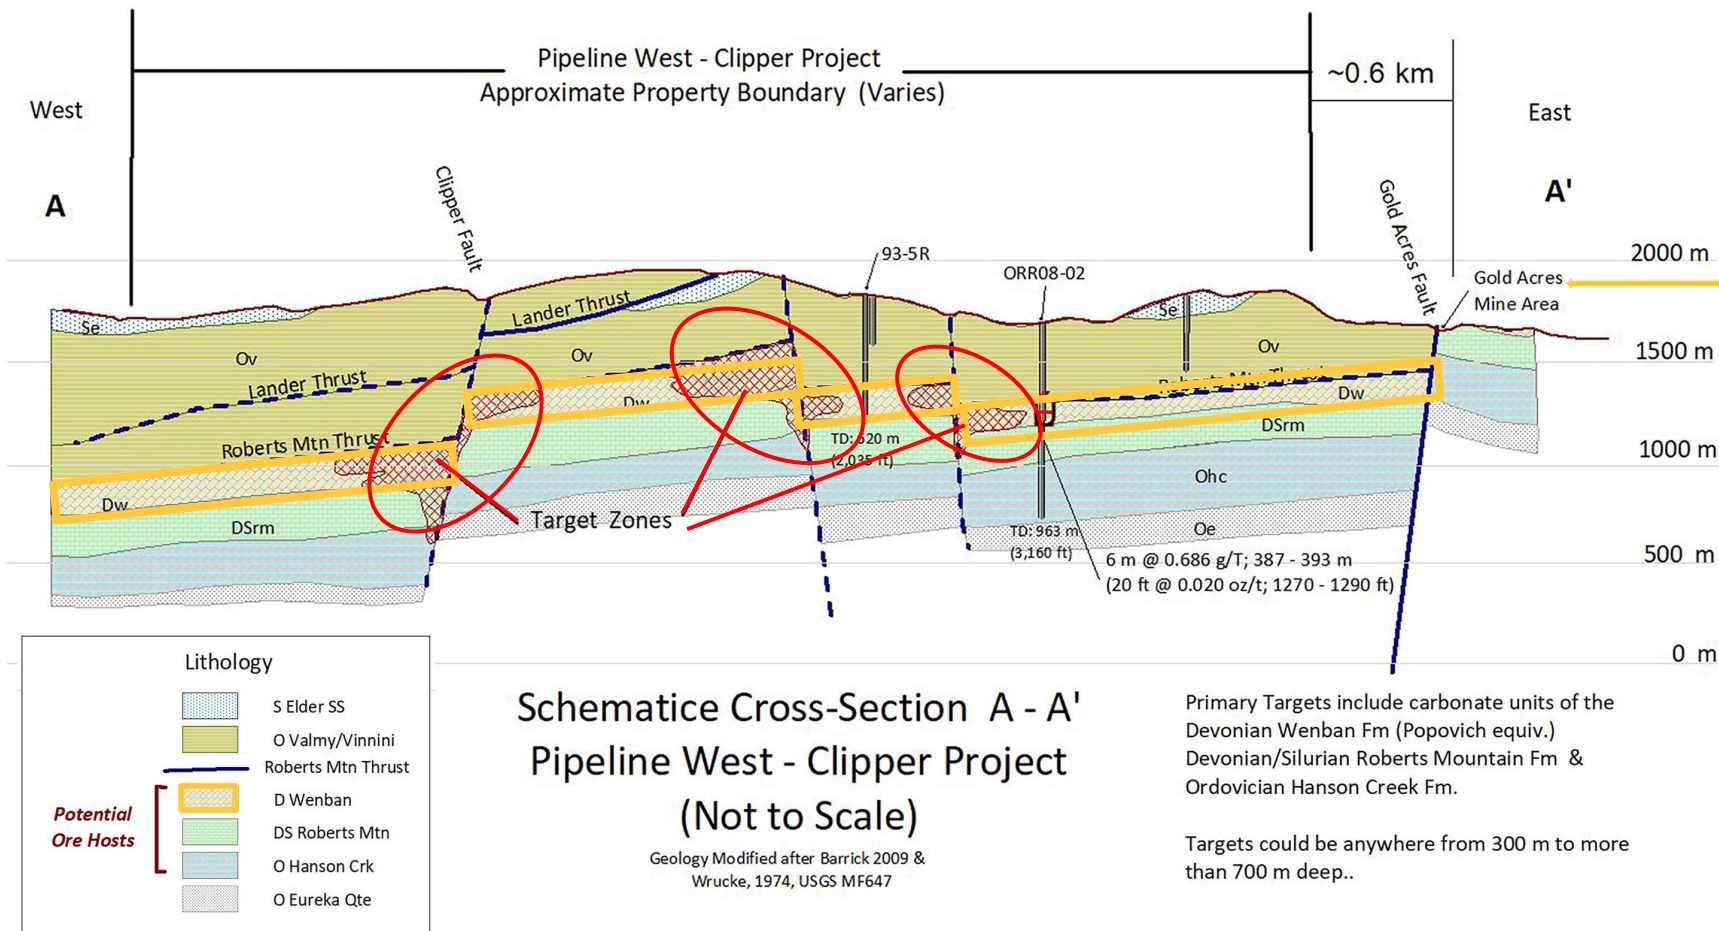 Pipeline West - Clipper Project
Approximate Property Boundary (Varies)
~0.6 km
West
East
A
A'
Clipper Fault
Gold Acres Fault
2000 m
1500 m
1000 m
500 m
0 m
93-5R
ORR08-02
Gold Acres
Mine Area
Se
Se
Lander Thrust
Ov
Ov
Ov
Lander Thrust
Roberts Mtn Thrust
Roberts Mtn Thrust
Dw
Dw
Dw
DSrm
DSrm
Ohc
Oe
TD: 620 m
(2,035 ft)
TD: 963 m
(3,160 ft)
Target Zones
6 m @ 0.686 g/T; 387 - 393 m
(20 ft @ 0.020 oz/t; 1270 - 1290 ft)
Lithology
S Elder SS
O Valmy/Vinnini
Roberts Mtn Thrust
Potential
Ore Hosts
D Wenban
DS Roberts Mtn
O Hanson Crk
O Eureka Qte
Schematice Cross-Section A - A'
Pipeline West - Clipper Project
(Not to Scale)
Geology Modified after Barrick 2009 &
Wrucke, 1974, USGS MF647
Primary Targets include carbonate units of the
Devonian Wenban Fm (Popovich equiv.)
Devonian/Silurian Roberts Mountain Fm &
Ordovician Hanson Creek Fm.
Targets could be anywhere from 300 m to more
than 700 m deep..